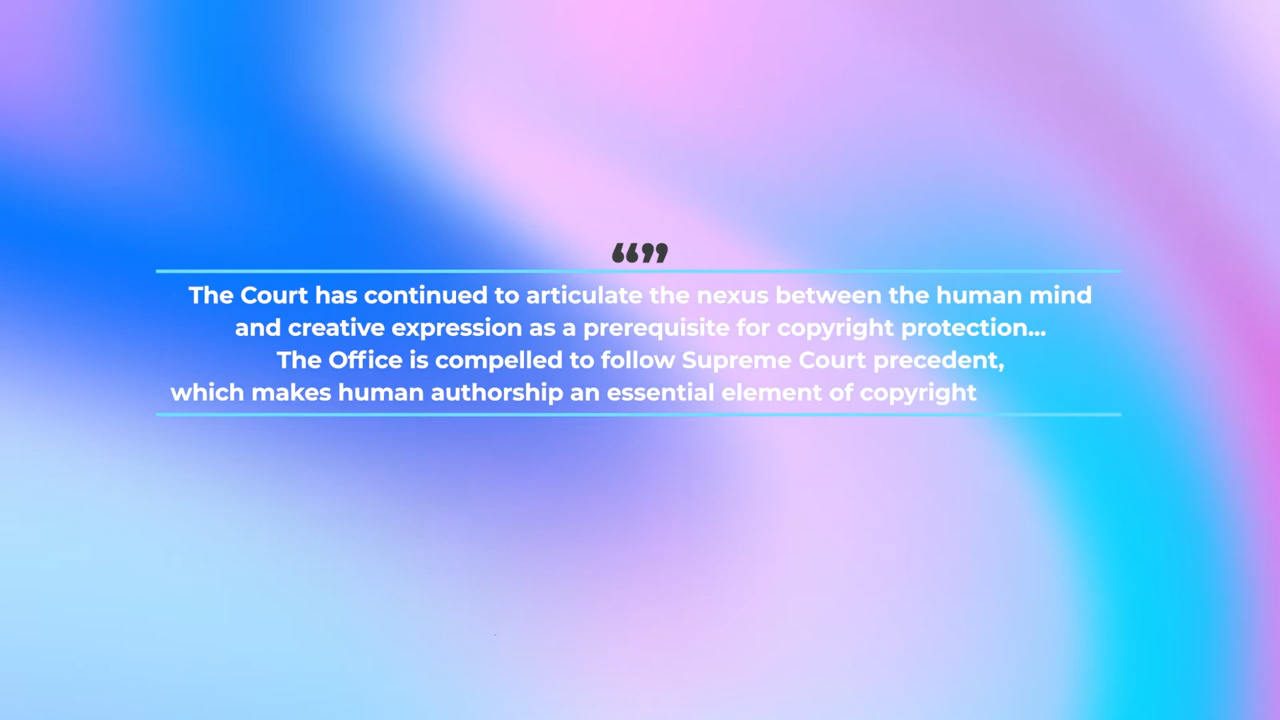 “”
The Court has continued to articulate the nexus between the human mind
and creative expression as a prerequisite for copyright protection...
The Office is compelled to follow Supreme Court precedent,
which makes human authorship an essential element of copyright